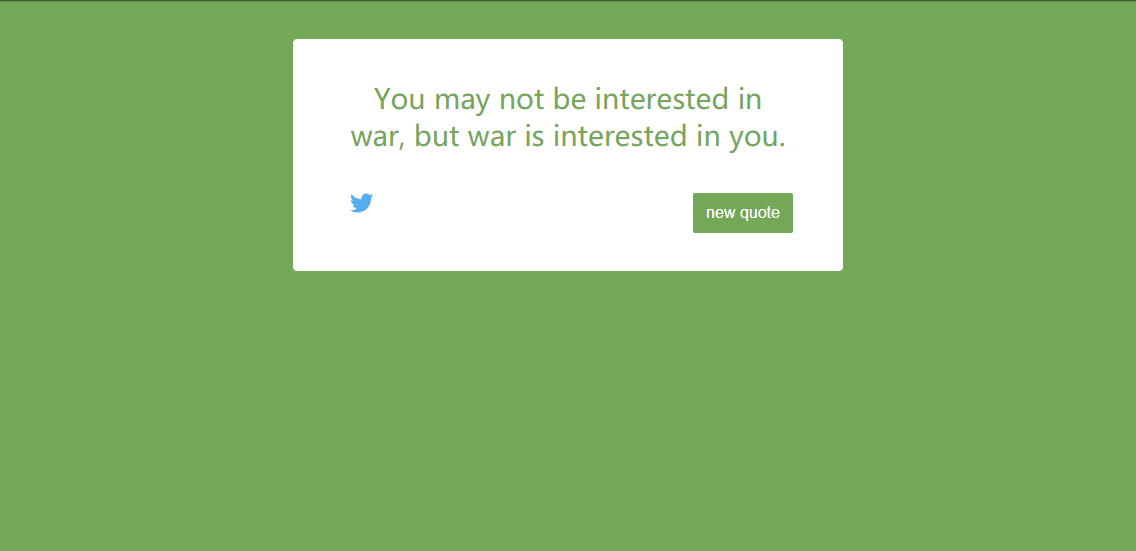 You may not be interested in
war, but war is interested in you.
new quote